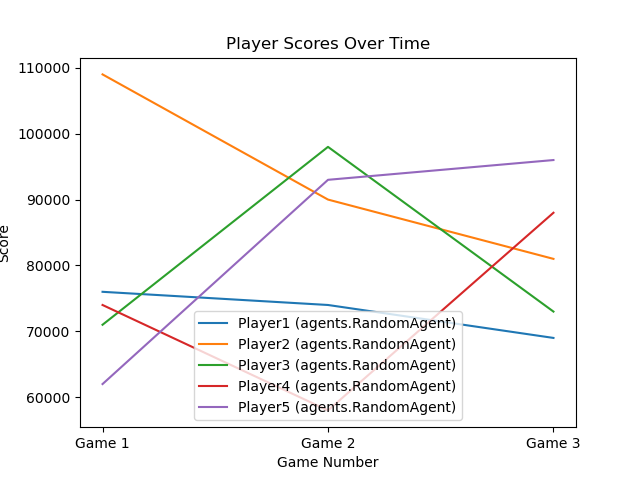 Player Scores Over Time
110000
100000
90000
80000
70000
60000
Score
Player1 (agents.RandomAgent)
Player2 (agents.RandomAgent)
Player3 (agents.RandomAgent)
Player4 (agents.RandomAgent)
Player5 (agents.RandomAgent)
Game 1
Game 2
Game 3
Game Number